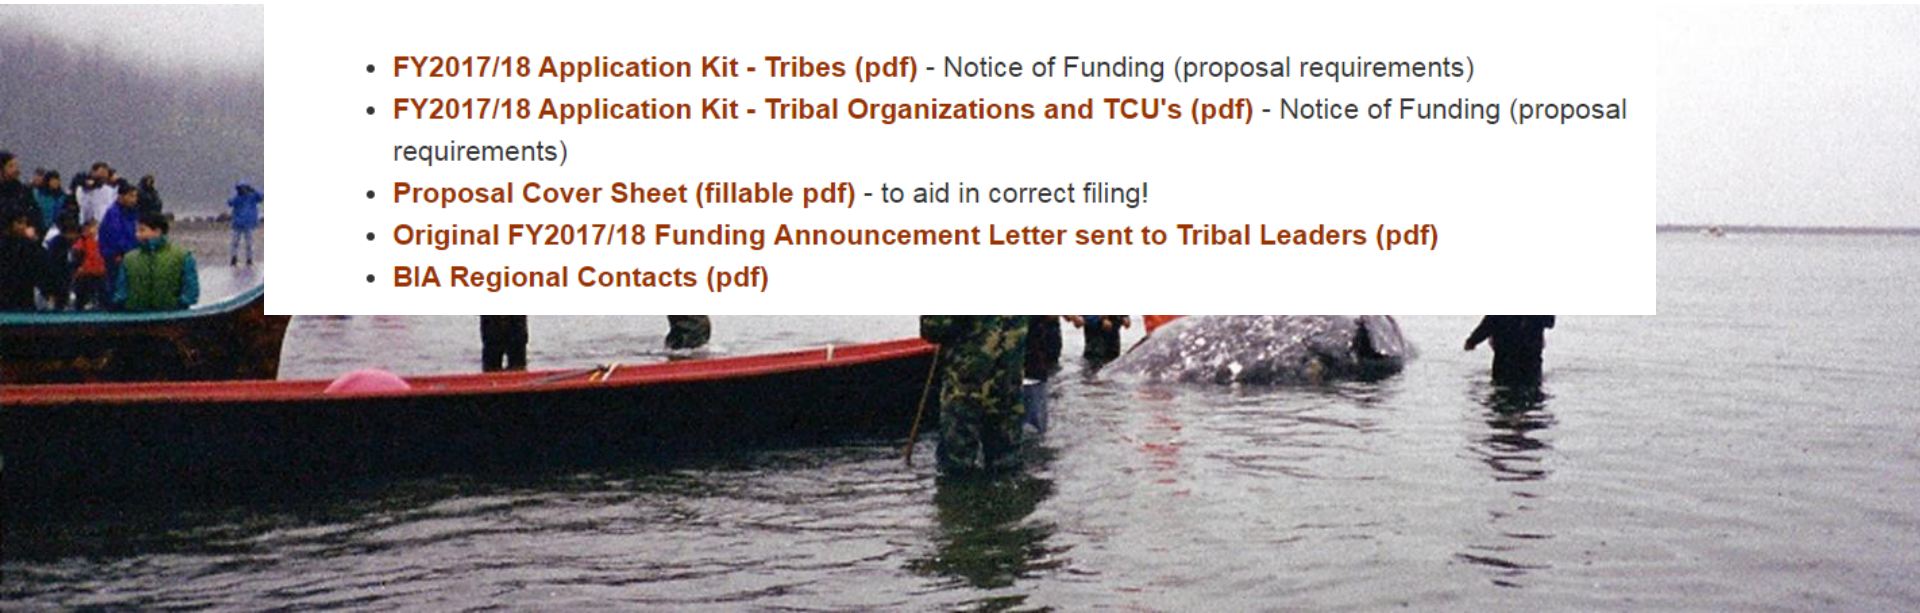 FY2017/18 Application Kit - Tribes (pdf) - Notice of Funding (proposal requirements)
FY2017/18 Application Kit - Tribal Organizations and TCU's (pdf) - Notice of Funding (proposal
requirements)
Proposal Cover Sheet (fillable pdf) - to aid in correct filing!
Original FY2017/18 Funding Announcement Letter sent to Tribal Leaders (pdf)
BIA Regional Contacts (pdf)